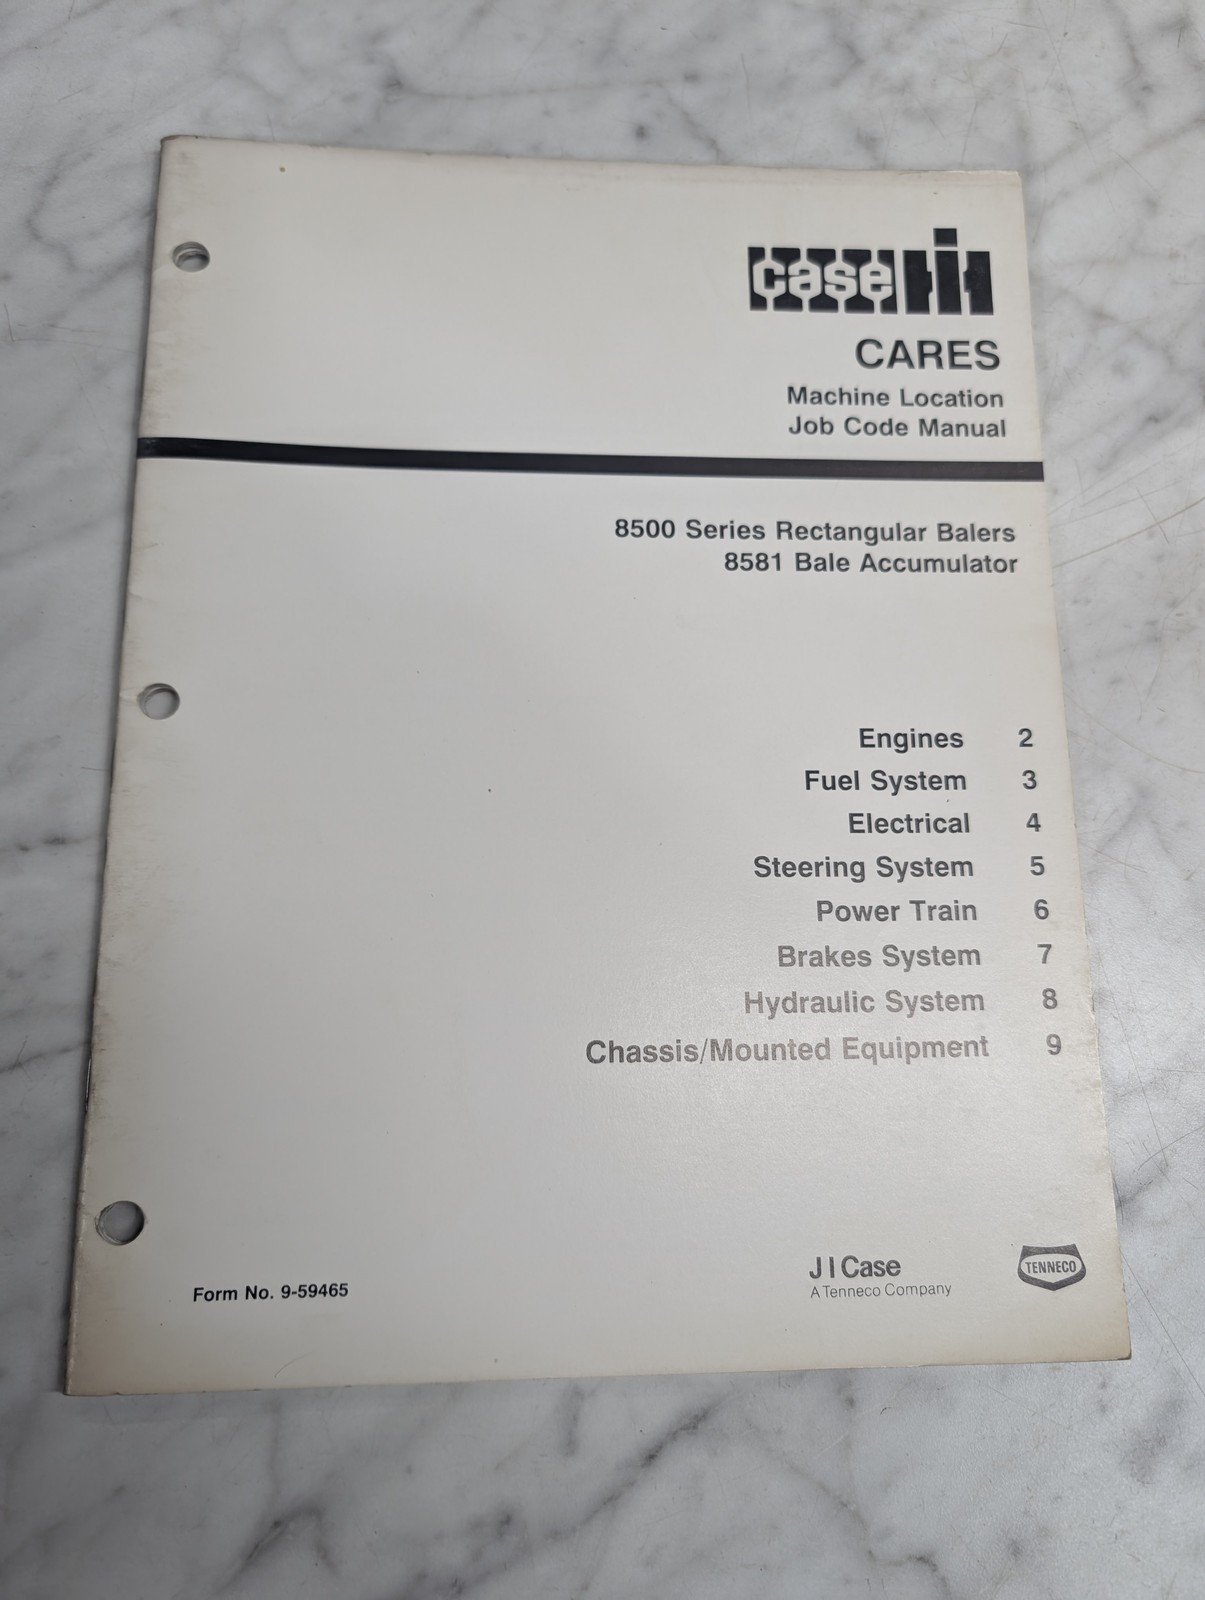 case IH
CARES
Machine Location
Job Code Manual
8500 Series Rectangular Balers
8581 Bale Accumulator
Engines 2
Fuel System 3
Electrical 4
Steering System 5
Power Train 6
Brakes System 7
Hydraulic System 8
Chassis/Mounted Equipment 9
Form No. 9-59465
J I Case
A Tenneco Company
TENNECO